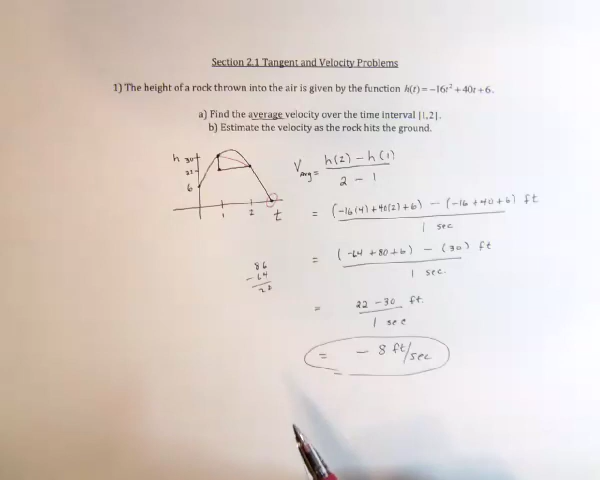 Section 2.1 Tangent and Velocity Problems
1) The height of a rock thrown into the air is given by the function h(t) = −16t² + 40t + 6.
a) Find the average velocity over the time interval [1,2].
b) Estimate the velocity as the rock hits the ground.
h 30
22
6
1 2 t
V avg = h(2) − h(1)
2 − 1
= (−16(4) + 40(2) + 6) − (−16 + 40 + 6) ft
1 sec
= (−64 + 80 + 6) − (30) ft
1 sec.
86
− 64
22
= 22 − 30 ft.
1 sec
= − 8 ft/sec